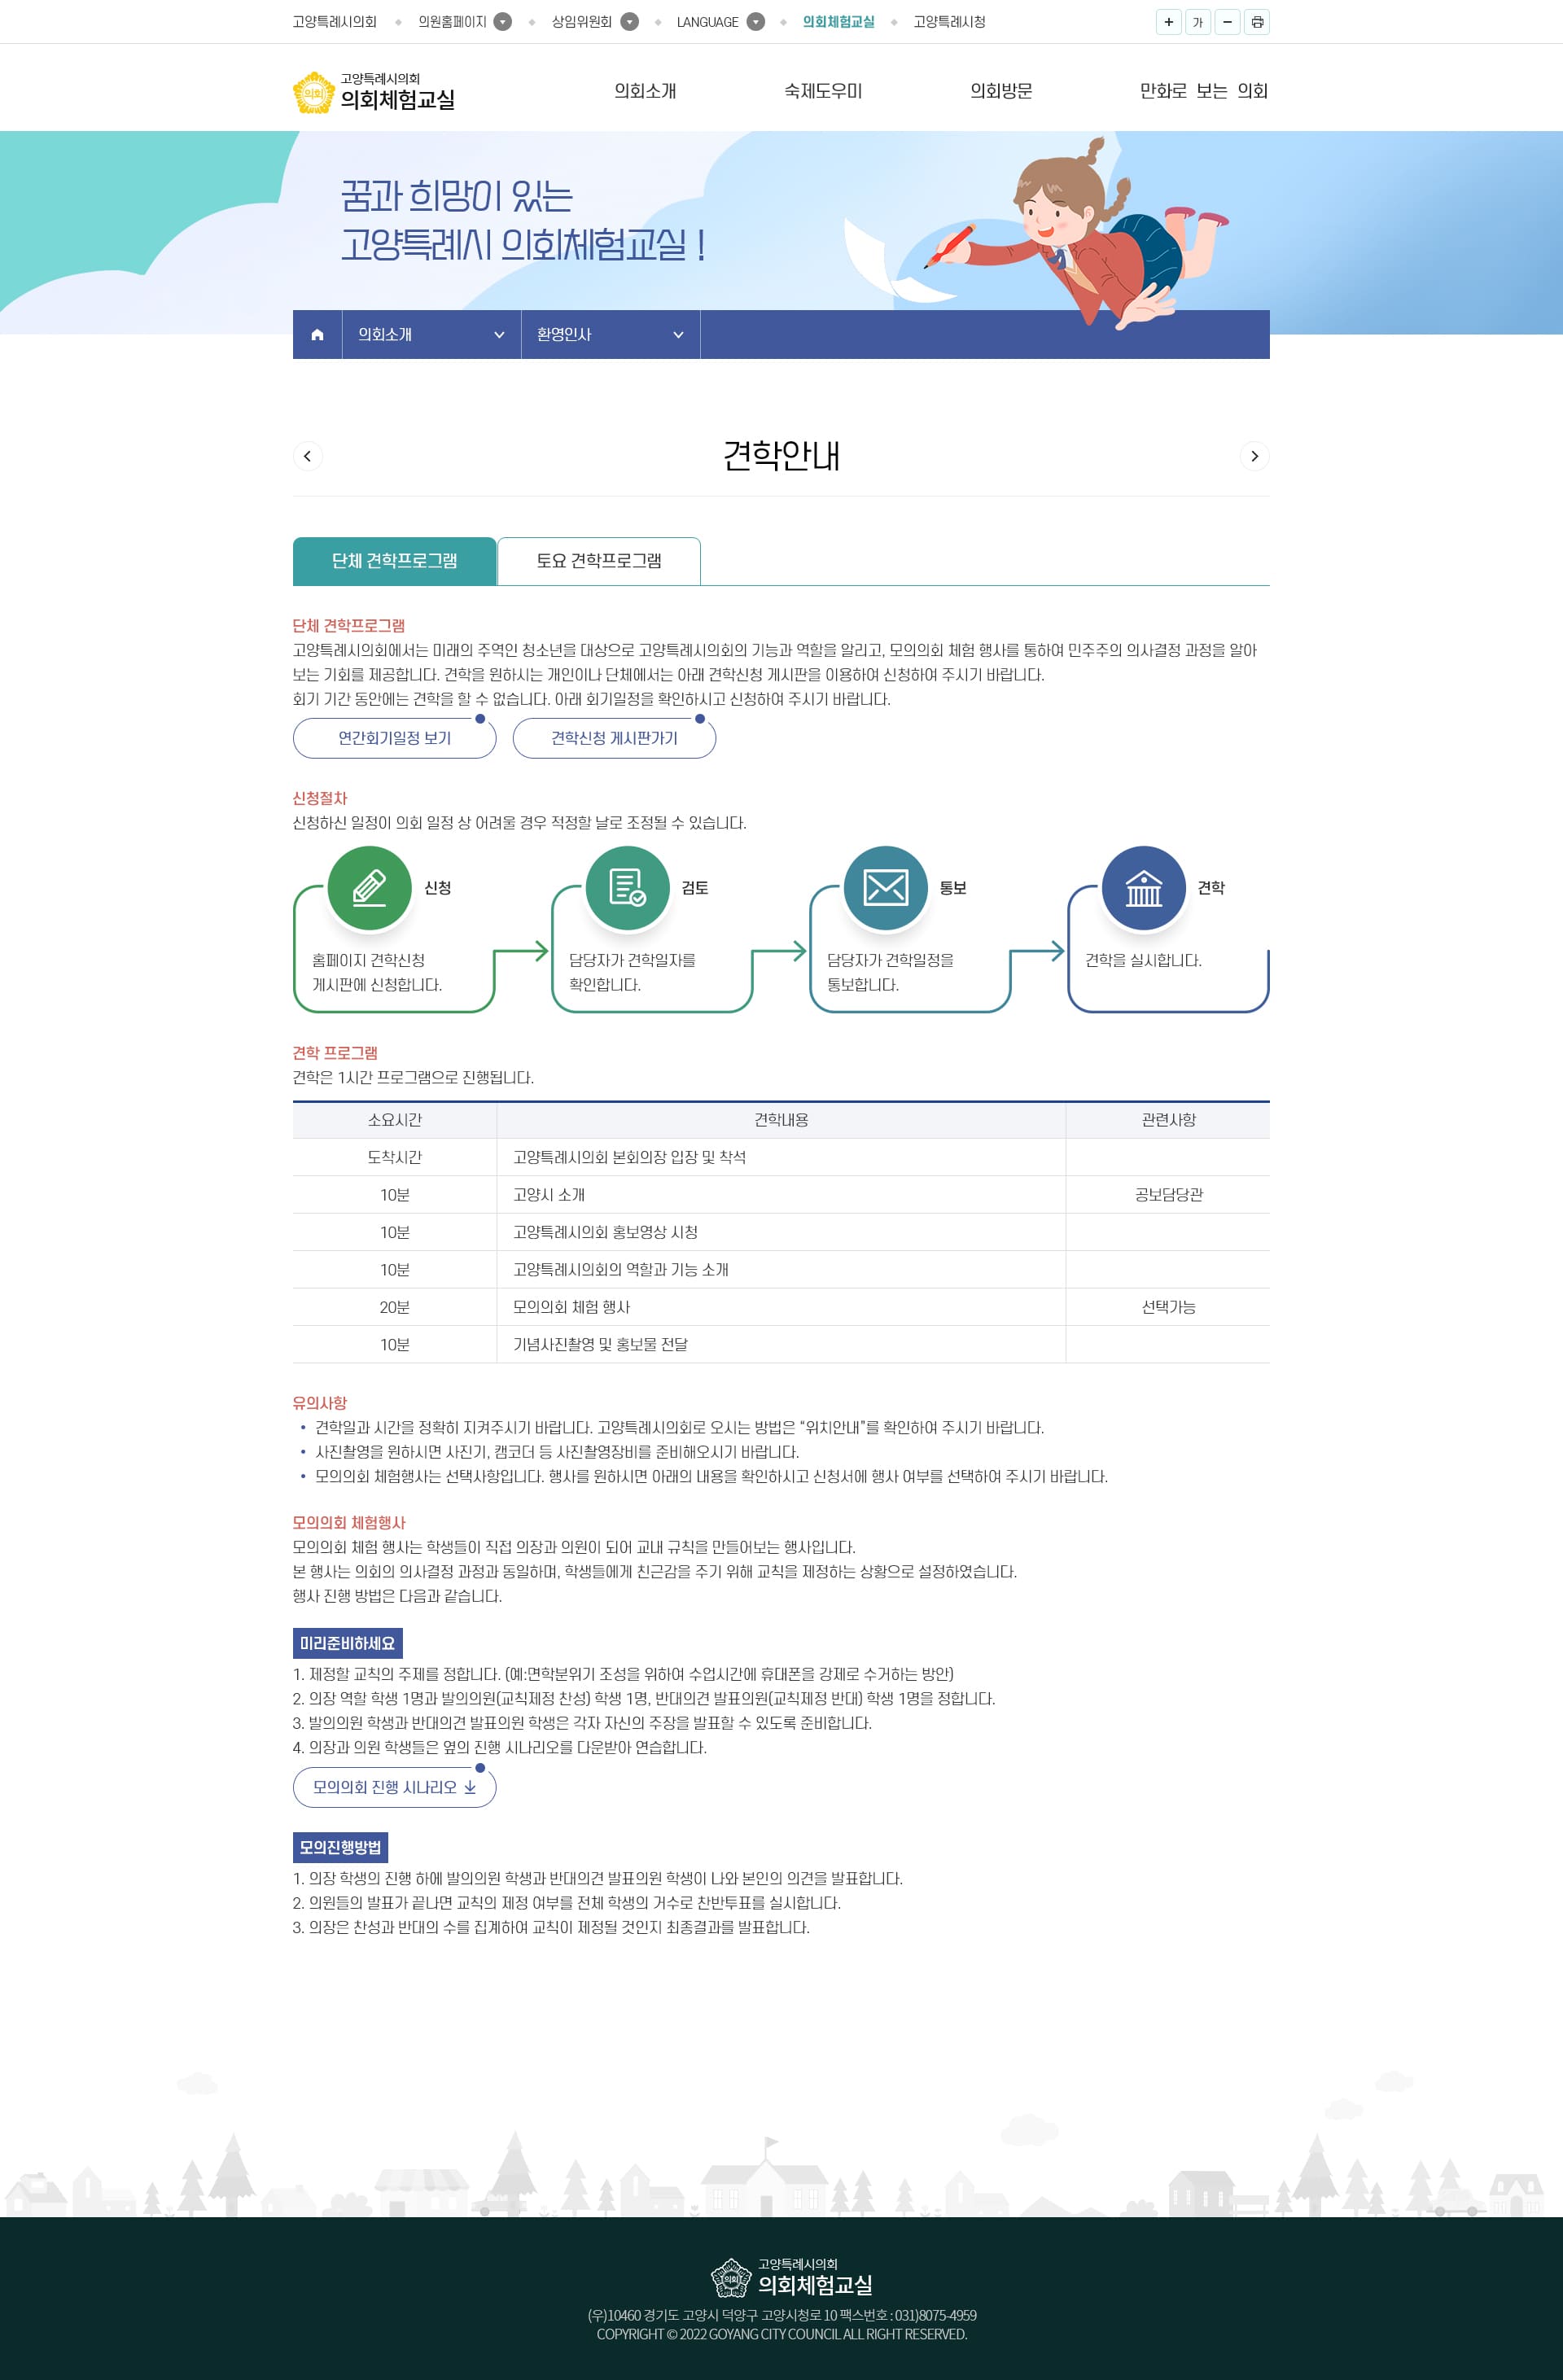 고양특례시의회 의원홈페이지 상임위원회 LANGUAGE 의회체험교실 고양특례시청 가
의회
고양특례시의회
의회체험교실
의회소개 숙제도우미 의회방문 만화로 보는 의회
꿈과 희망이 있는
고양특례시 의회체험교실 !
의회소개 환영인사
견학안내
단체 견학프로그램 토요 견학프로그램
단체 견학프로그램
고양특례시의회에서는 미래의 주역인 청소년을 대상으로 고양특례시의회의 기능과 역할을 알리고, 모의의회 체험 행사를 통하여 민주주의 의사결정 과정을 알아
보는 기회를 제공합니다. 견학을 원하시는 개인이나 단체에서는 아래 견학신청 게시판을 이용하여 신청하여 주시기 바랍니다.
회기 기간 동안에는 견학을 할 수 없습니다. 아래 회기일정을 확인하시고 신청하여 주시기 바랍니다.
연간회기일정 보기 견학신청 게시판가기
신청절차
신청하신 일정이 의회 일정 상 어려울 경우 적정할 날로 조정될 수 있습니다.
신청
홈페이지 견학신청
게시판에 신청합니다.
검토
담당자가 견학일자를
확인합니다.
통보
담당자가 견학일정을
통보합니다.
견학
견학을 실시합니다.
견학 프로그램
견학은 1시간 프로그램으로 진행됩니다.
소요시간 견학내용 관련사항
도착시간 고양특례시의회 본회의장 입장 및 착석
10분 고양시 소개 공보담당관
10분 고양특례시의회 홍보영상 시청
10분 고양특례시의회의 역할과 기능 소개
20분 모의의회 체험 행사 선택가능
10분 기념사진촬영 및 홍보물 전달
유의사항
• 견학일과 시간을 정확히 지켜주시기 바랍니다. 고양특례시의회로 오시는 방법은 “위치안내”를 확인하여 주시기 바랍니다.
• 사진촬영을 원하시면 사진기, 캠코더 등 사진촬영장비를 준비해오시기 바랍니다.
• 모의의회 체험행사는 선택사항입니다. 행사를 원하시면 아래의 내용을 확인하시고 신청서에 행사 여부를 선택하여 주시기 바랍니다.
모의의회 체험행사
모의의회 체험 행사는 학생들이 직접 의장과 의원이 되어 교내 규칙을 만들어보는 행사입니다.
본 행사는 의회의 의사결정 과정과 동일하며, 학생들에게 친근감을 주기 위해 교칙을 제정하는 상황으로 설정하였습니다.
행사 진행 방법은 다음과 같습니다.
미리준비하세요
1. 제정할 교칙의 주제를 정합니다. (예:면학분위기 조성을 위하여 수업시간에 휴대폰을 강제로 수거하는 방안)
2. 의장 역할 학생 1명과 발의의원(교칙제정 찬성) 학생 1명, 반대의견 발표의원(교칙제정 반대) 학생 1명을 정합니다.
3. 발의의원 학생과 반대의견 발표의원 학생은 각자 자신의 주장을 발표할 수 있도록 준비합니다.
4. 의장과 의원 학생들은 옆의 진행 시나리오를 다운받아 연습합니다.
모의의회 진행 시나리오
모의진행방법
1. 의장 학생의 진행 하에 발의의원 학생과 반대의견 발표의원 학생이 나와 본인의 의견을 발표합니다.
2. 의원들의 발표가 끝나면 교칙의 제정 여부를 전체 학생의 거수로 찬반투표를 실시합니다.
3. 의장은 찬성과 반대의 수를 집계하여 교칙이 제정될 것인지 최종결과를 발표합니다.
의회
고양특례시의회
의회체험교실
(우)10460 경기도 고양시 덕양구 고양시청로 10 팩스번호 : 031)8075-4959
COPYRIGHT © 2022 GOYANG CITY COUNCIL ALL RIGHT RESERVED.